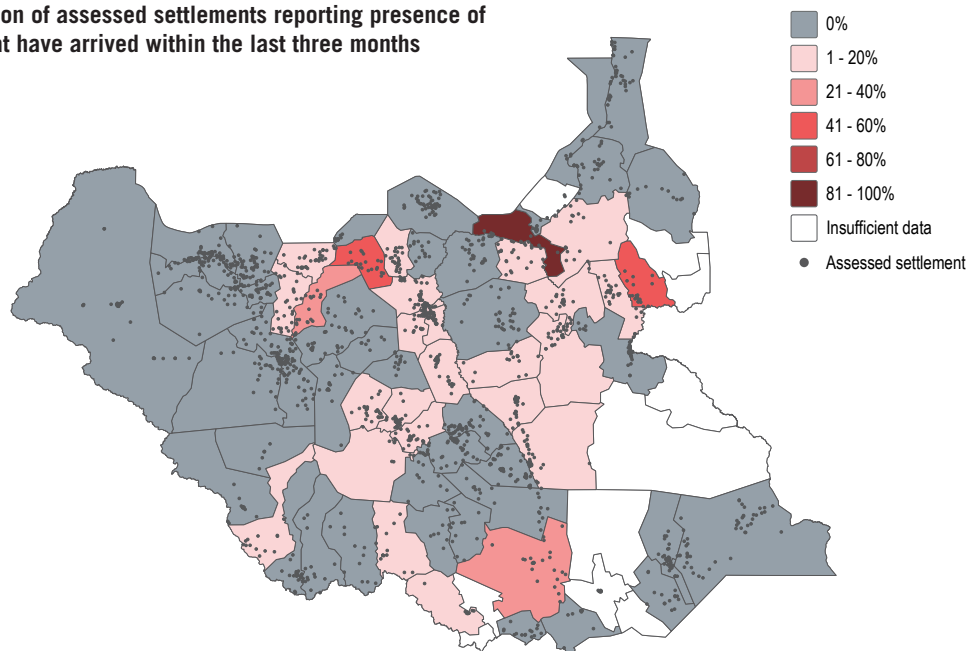 on of assessed settlements reporting presence of
t have arrived within the last three months
0%
1 - 20%
21 - 40%
41 - 60%
61 - 80%
81 - 100%
Insufficient data
Assessed settlement